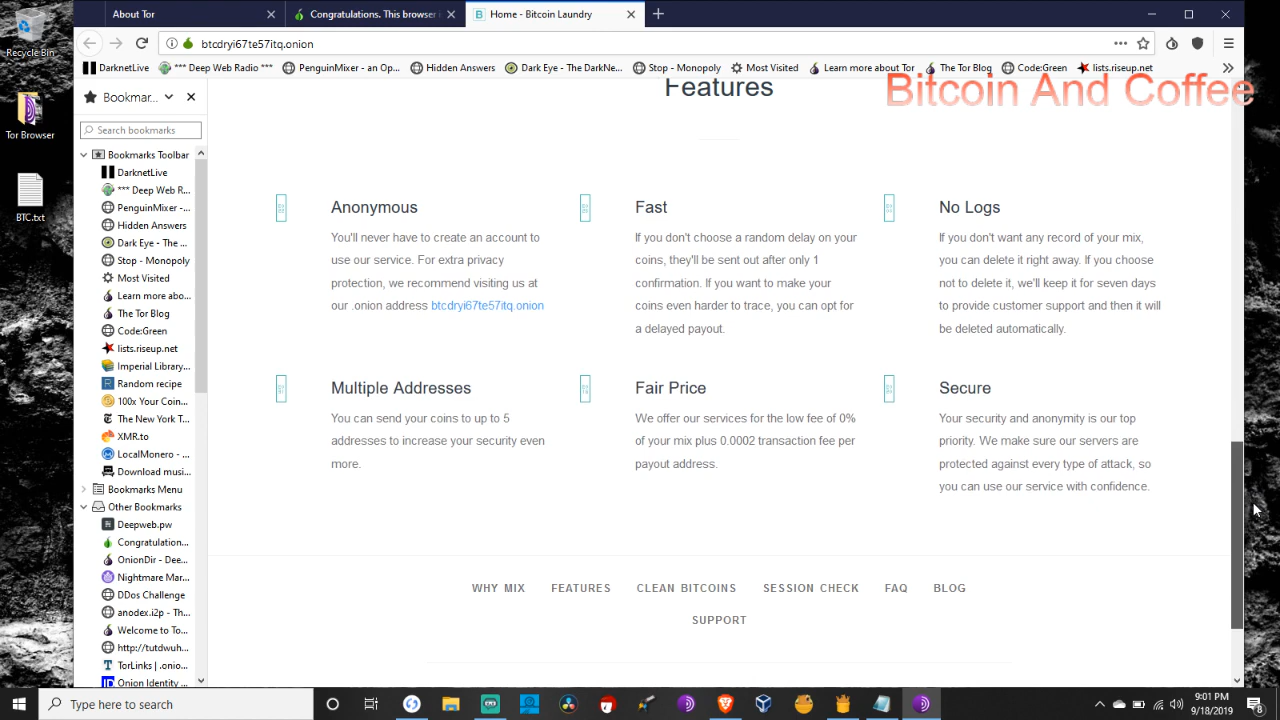 About Tor
Congratulations. This browser i
Home - Bitcoin Laundry
Recycle Bin
btcdryi67te57itq.onion
DarknetLive
*** Deep Web Radio ***
PenguinMixer - an Op...
Hidden Answers
Dark Eye - The DarkNe...
Stop - Monopoly
Most Visited
Learn more about Tor
The Tor Blog
Code:Green
lists.riseup.net
Bitcoin And Coffee
Bookmar...
Search bookmarks
Tor Browser
BTC.txt
Bookmarks Toolbar
DarknetLive
*** Deep Web R...
PenguinMixer -...
Hidden Answers
Dark Eye - The ...
Stop - Monopoly
Most Visited
Learn more abo...
The Tor Blog
Code:Green
lists.riseup.net
Imperial Library...
Random recipe
100x Your Coin...
The New York T...
XMR.to
LocalMonero - ...
Download musi...
Bookmarks Menu
Other Bookmarks
Deepweb.pw
Congratulation...
OnionDir - Dee...
Nightmare Mar...
DDos Challenge
anodex.i2p - Th...
Welcome to To...
http://tutdwuh...
TorLinks | .onio...
Onion Identity ...
Features
Anonymous
You'll never have to create an account to
use our service. For extra privacy
protection, we recommend visiting us at
our .onion address btcdryi67te57itq.onion
Fast
If you don't choose a random delay on your
coins, they'll be sent out after only 1
confirmation. If you want to make your
coins even harder to trace, you can opt for
a delayed payout.
No Logs
If you don't want any record of your mix,
you can delete it right away. If you choose
not to delete it, we'll keep it for seven days
to provide customer support and then it will
be deleted automatically.
Multiple Addresses
You can send your coins to up to 5
addresses to increase your security even
more.
Fair Price
We offer our services for the low fee of 0%
of your mix plus 0.0002 transaction fee per
payout address.
Secure
Your security and anonymity is our top
priority. We make sure our servers are
protected against every type of attack, so
you can use our service with confidence.
WHY MIX FEATURES CLEAN BITCOINS SESSION CHECK FAQ BLOG
SUPPORT
Type here to search
9:01 PM
9/18/2019
8